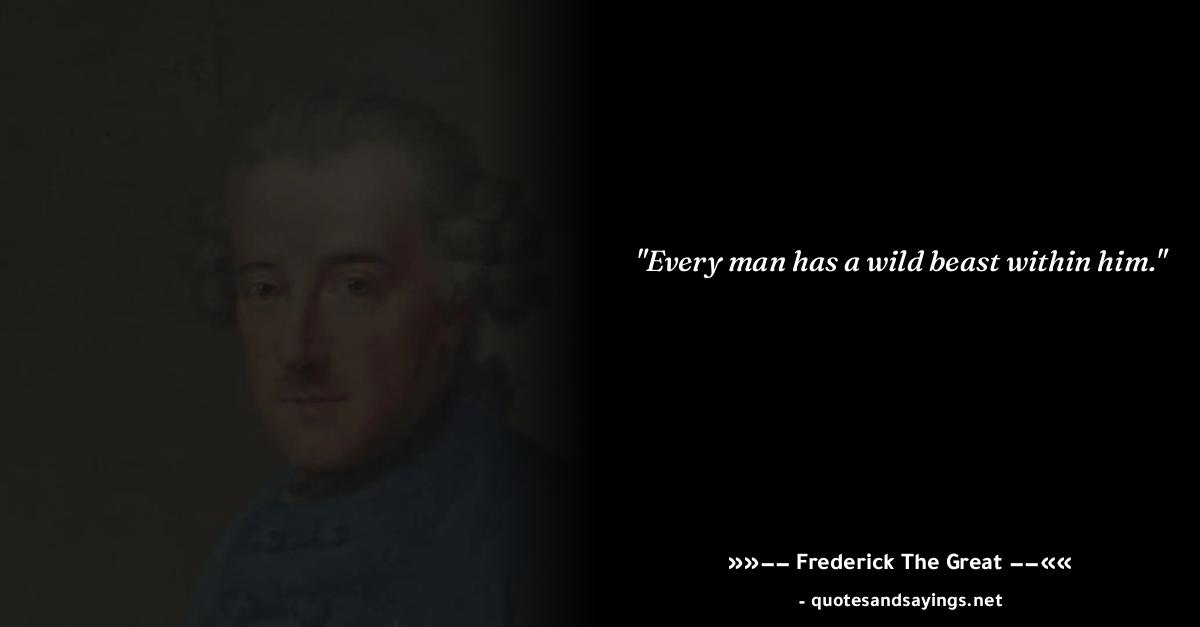 "Every man has a wild beast within him."
»»–– Frederick The Great ––««
- quotesandsayings.net